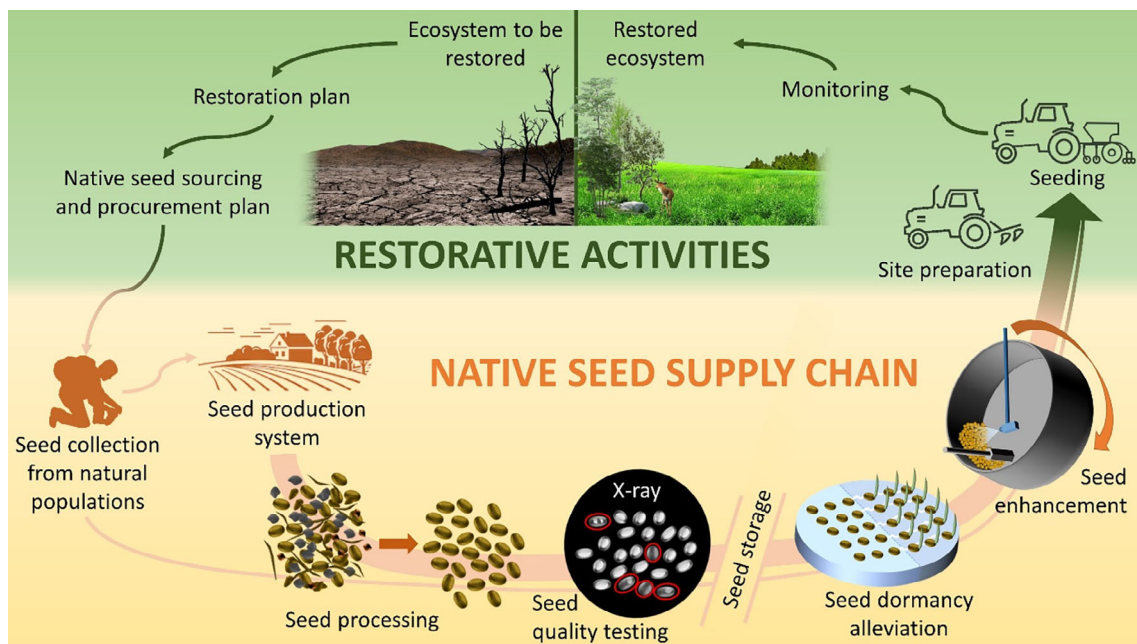 Ecosystem to be
restored
Restored
ecosystem
Restoration plan
Monitoring
Native seed sourcing
and procurement plan
Seeding
RESTORATIVE ACTIVITIES
Site preparation
NATIVE SEED SUPPLY CHAIN
Seed production
system
Seed collection
from natural
populations
Seed processing
X-ray
Seed
quality testing
Seed storage
Seed dormancy
alleviation
Seed
enhancement